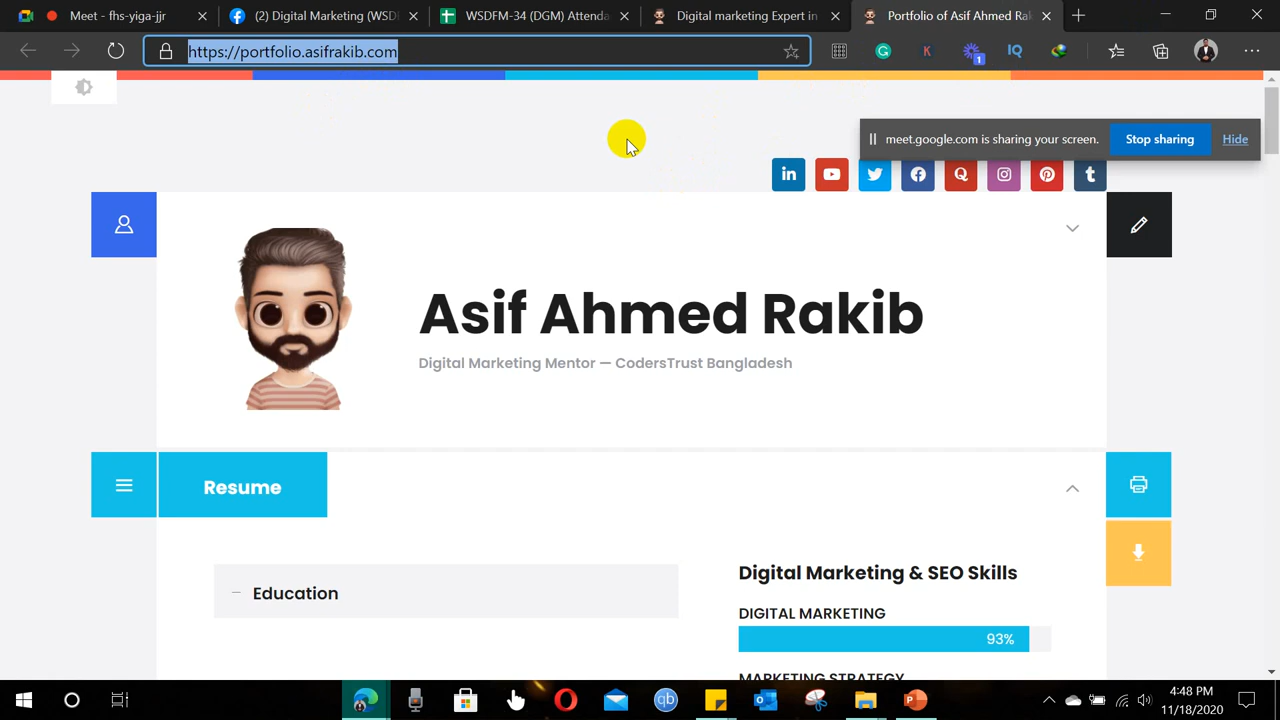 Meet - fhs-yiga-jjr
(2) Digital Marketing (WSD
WSDFM-34 (DGM) Attenda
Digital marketing Expert in
Portfolio of Asif Ahmed Ra
https://portfolio.asifrakib.com
1
meet.google.com is sharing your screen.
Stop sharing
Hide
Asif Ahmed Rakib
Digital Marketing Mentor — CodersTrust Bangladesh
Resume
Digital Marketing & SEO Skills
Education
DIGITAL MARKETING
93%
MARKETING STRATEGY
4:48 PM
11/18/2020